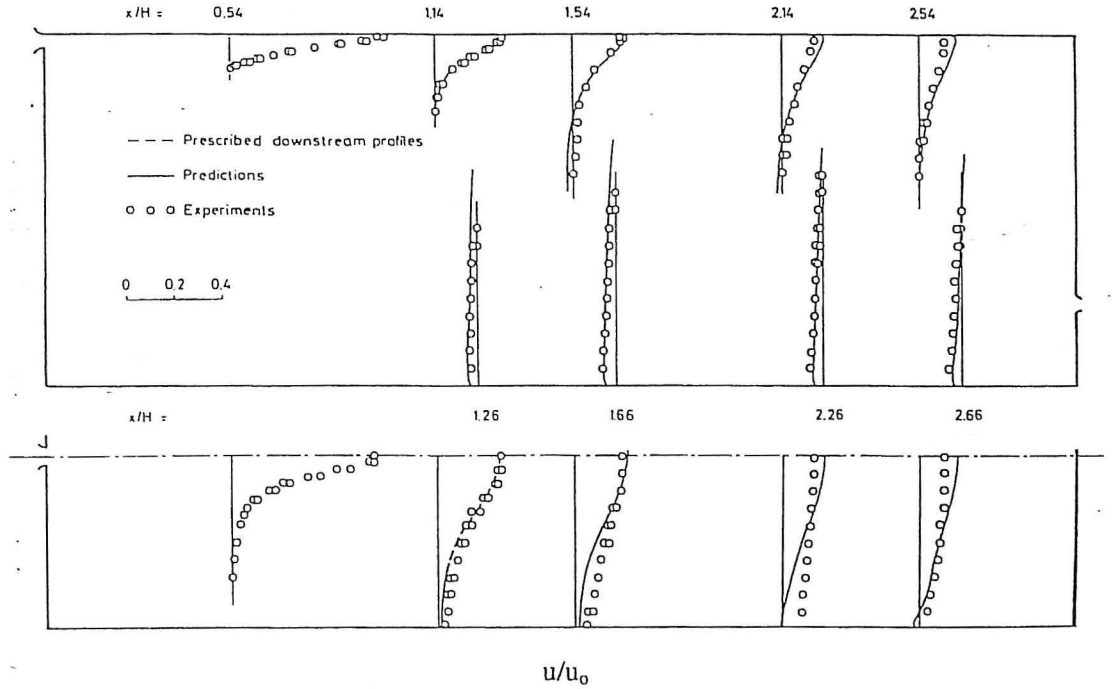 x/H = 0,54 1,14 1.54 2.14 2,54
--- Prescribed downstream profiles
— Predictions
o o o Experiments
0 0,2 0,4
x/H = 1.26 1.66 2.26 2.66
u/u₀